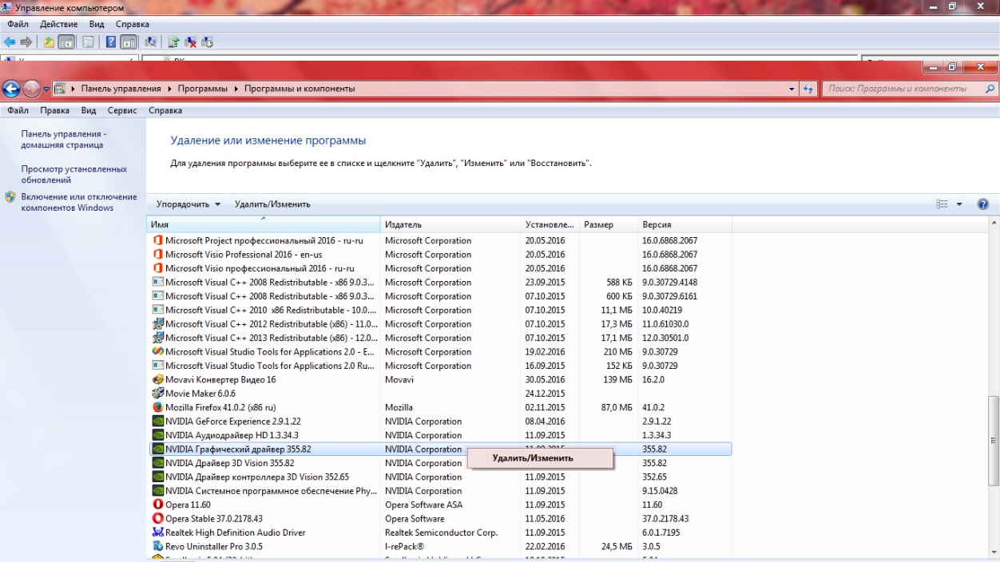 Управление компьютером
Файл Действие Вид Справка
Панель управления Программы Программы и компоненты Поиск: Программы и компоненты
Файл Правка Вид Сервис Справка
Панель управления -
домашняя страница
Просмотр установленных
обновлений
Включение или отключение
компонентов Windows
Удаление или изменение программы
Для удаления программы выберите ее в списке и щелкните "Удалить", "Изменить" или "Восстановить".
Упорядочить Удалить/Изменить
Имя Издатель Установле... Размер Версия
Microsoft Project профессиональный 2016 - ru-ru Microsoft Corporation 20.05.2016 16.0.6868.2067
Microsoft Visio Professional 2016 - en-us Microsoft Corporation 20.05.2016 16.0.6868.2067
Microsoft Visio профессиональный 2016 - ru-ru Microsoft Corporation 20.05.2016 16.0.6868.2067
Microsoft Visual C++ 2008 Redistributable - x86 9.0.3... Microsoft Corporation 23.09.2015 588 КБ 9.0.30729.4148
Microsoft Visual C++ 2008 Redistributable - x86 9.0.3... Microsoft Corporation 07.10.2015 600 КБ 9.0.30729.6161
Microsoft Visual C++ 2010 x86 Redistributable - 10.0.... Microsoft Corporation 07.10.2015 11,1 МБ 10.0.40219
Microsoft Visual C++ 2012 Redistributable (x86) - 11.0... Microsoft Corporation 07.10.2015 17,3 МБ 11.0.61030.0
Microsoft Visual C++ 2013 Redistributable (x86) - 12.0... Microsoft Corporation 07.10.2015 17,1 МБ 12.0.30501.0
Microsoft Visual Studio Tools for Applications 2.0 - E... Microsoft Corporation 19.02.2016 210 МБ 9.0.30729
Microsoft Visual Studio Tools for Applications 2.0 Ru... Microsoft Corporation 16.09.2015 152 КБ 9.0.30729
Movavi Конвертер Видео 16 Movavi 30.05.2016 139 МБ 16.2.0
Movie Maker 6.0.6 24.12.2015
Mozilla Firefox 41.0.2 (x86 ru) Mozilla 02.11.2015 87,0 МБ 41.0.2
NVIDIA GeForce Experience 2.9.1.22 NVIDIA Corporation 08.04.2016 2.9.1.22
NVIDIA Аудиодрайвер HD 1.3.34.3 NVIDIA Corporation 11.09.2015 1.3.34.3
NVIDIA Графический драйвер 355.82 NVIDIA Corporation 11.09.2015 355.82
Удалить/Изменить
NVIDIA Драйвер 3D Vision 355.82 NVIDIA Corporation 355.82
NVIDIA Драйвер контроллера 3D Vision 352.65 NVIDIA Corporation 11.09.2015 352.65
NVIDIA Системное программное обеспечение Phy... NVIDIA Corporation 11.09.2015 9.15.0428
Opera 11.60 Opera Software ASA 11.09.2015 11.60
Opera Stable 37.0.2178.43 Opera Software 11.05.2016 37.0.2178.43
Realtek High Definition Audio Driver Realtek Semiconductor Corp. 11.09.2015 6.0.1.7195
Revo Uninstaller Pro 3.0.5 l-rePack® 22.02.2016 24,5 МБ 3.0.5